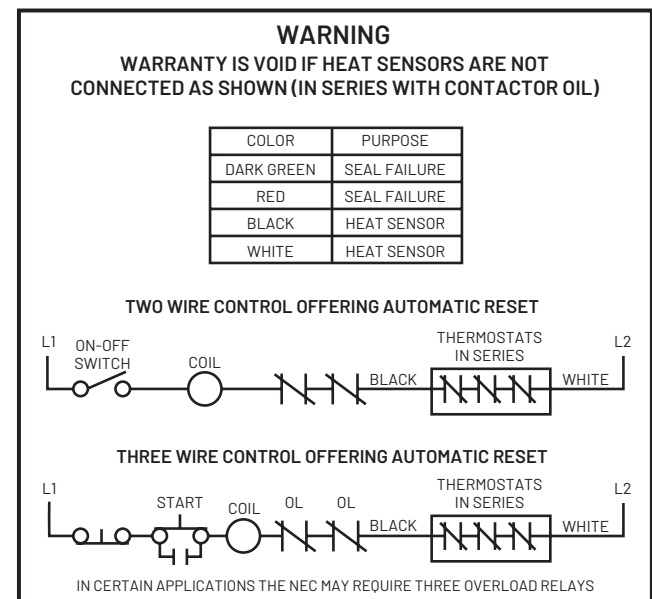 WARNING
WARRANTY IS VOID IF HEAT SENSORS ARE NOT
CONNECTED AS SHOWN (IN SERIES WITH CONTACTOR OIL)
COLOR PURPOSE
DARK GREEN SEAL FAILURE
RED SEAL FAILURE
BLACK HEAT SENSOR
WHITE HEAT SENSOR
TWO WIRE CONTROL OFFERING AUTOMATIC RESET
L1 ON-OFF SWITCH COIL BLACK THERMOSTATS IN SERIES WHITE L2
THREE WIRE CONTROL OFFERING AUTOMATIC RESET
L1 START COIL OL OL BLACK THERMOSTATS IN SERIES WHITE L2
IN CERTAIN APPLICATIONS THE NEC MAY REQUIRE THREE OVERLOAD RELAYS